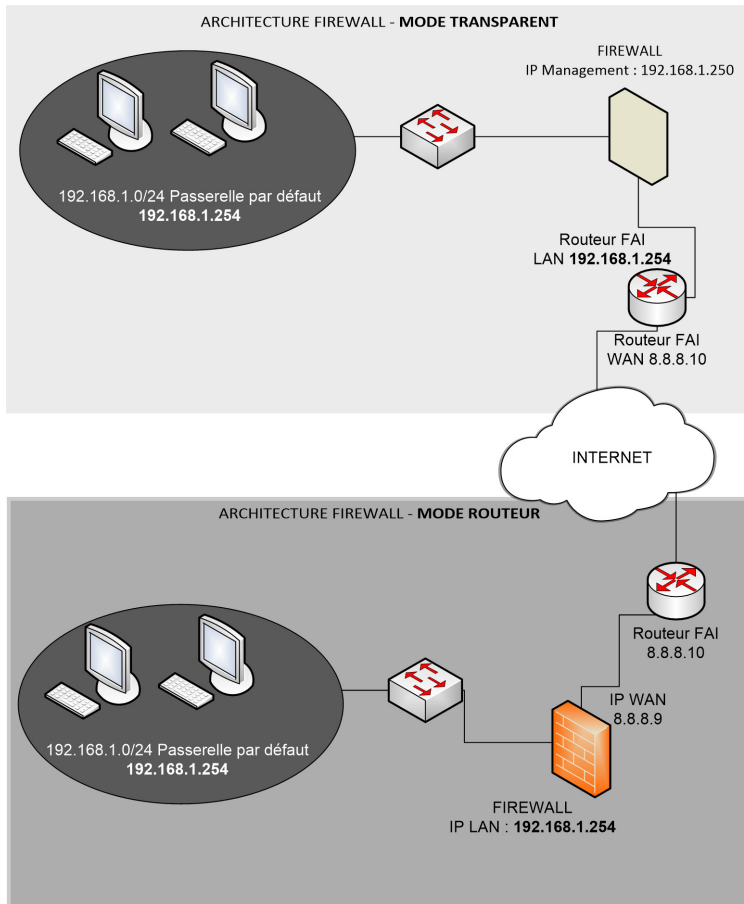 ARCHITECTURE FIREWALL - MODE TRANSPARENT
FIREWALL
IP Management : 192.168.1.250
192.168.1.0/24 Passerelle par défaut
192.168.1.254
Routeur FAI
LAN 192.168.1.254
Routeur FAI
WAN 8.8.8.10
INTERNET
ARCHITECTURE FIREWALL - MODE ROUTEUR
Routeur FAI
8.8.8.10
IP WAN
8.8.8.9
192.168.1.0/24 Passerelle par défaut
192.168.1.254
FIREWALL
IP LAN : 192.168.1.254